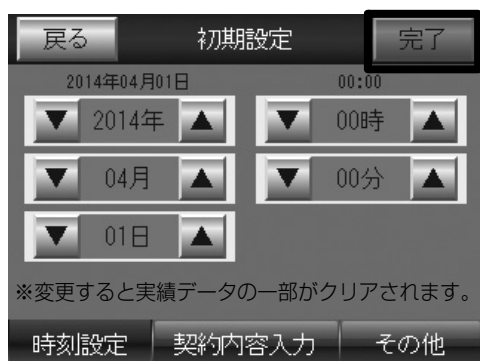 戻る 初期設定 完了
2014年04月01日 00:00
▼ 2014年 ▲ ▼ 00時 ▲
▼ 04月 ▲ ▼ 00分 ▲
▼ 01日 ▲
※変更すると実績データの一部がクリアされます。
時刻設定 契約内容入力 その他